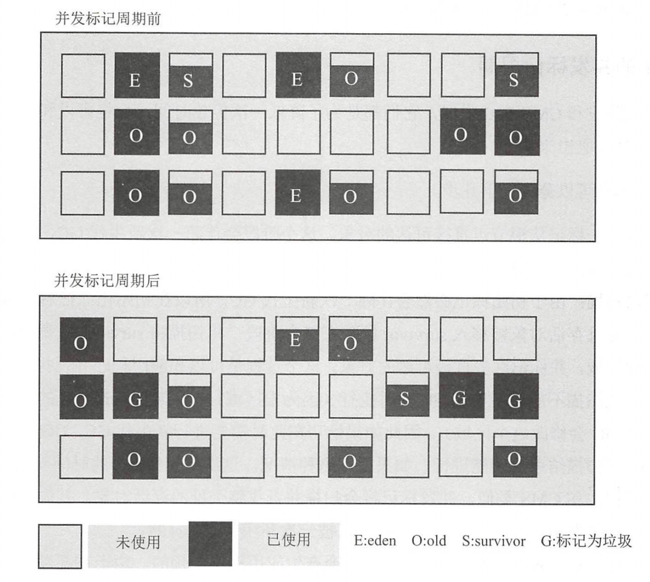 并发标记周期前
E S E O S
O O O O
O O E O O
并发标记周期后
O E O
O G O S G G
O O O O
未使用 已使用 E:eden O:old S:survivor G:标记为垃圾